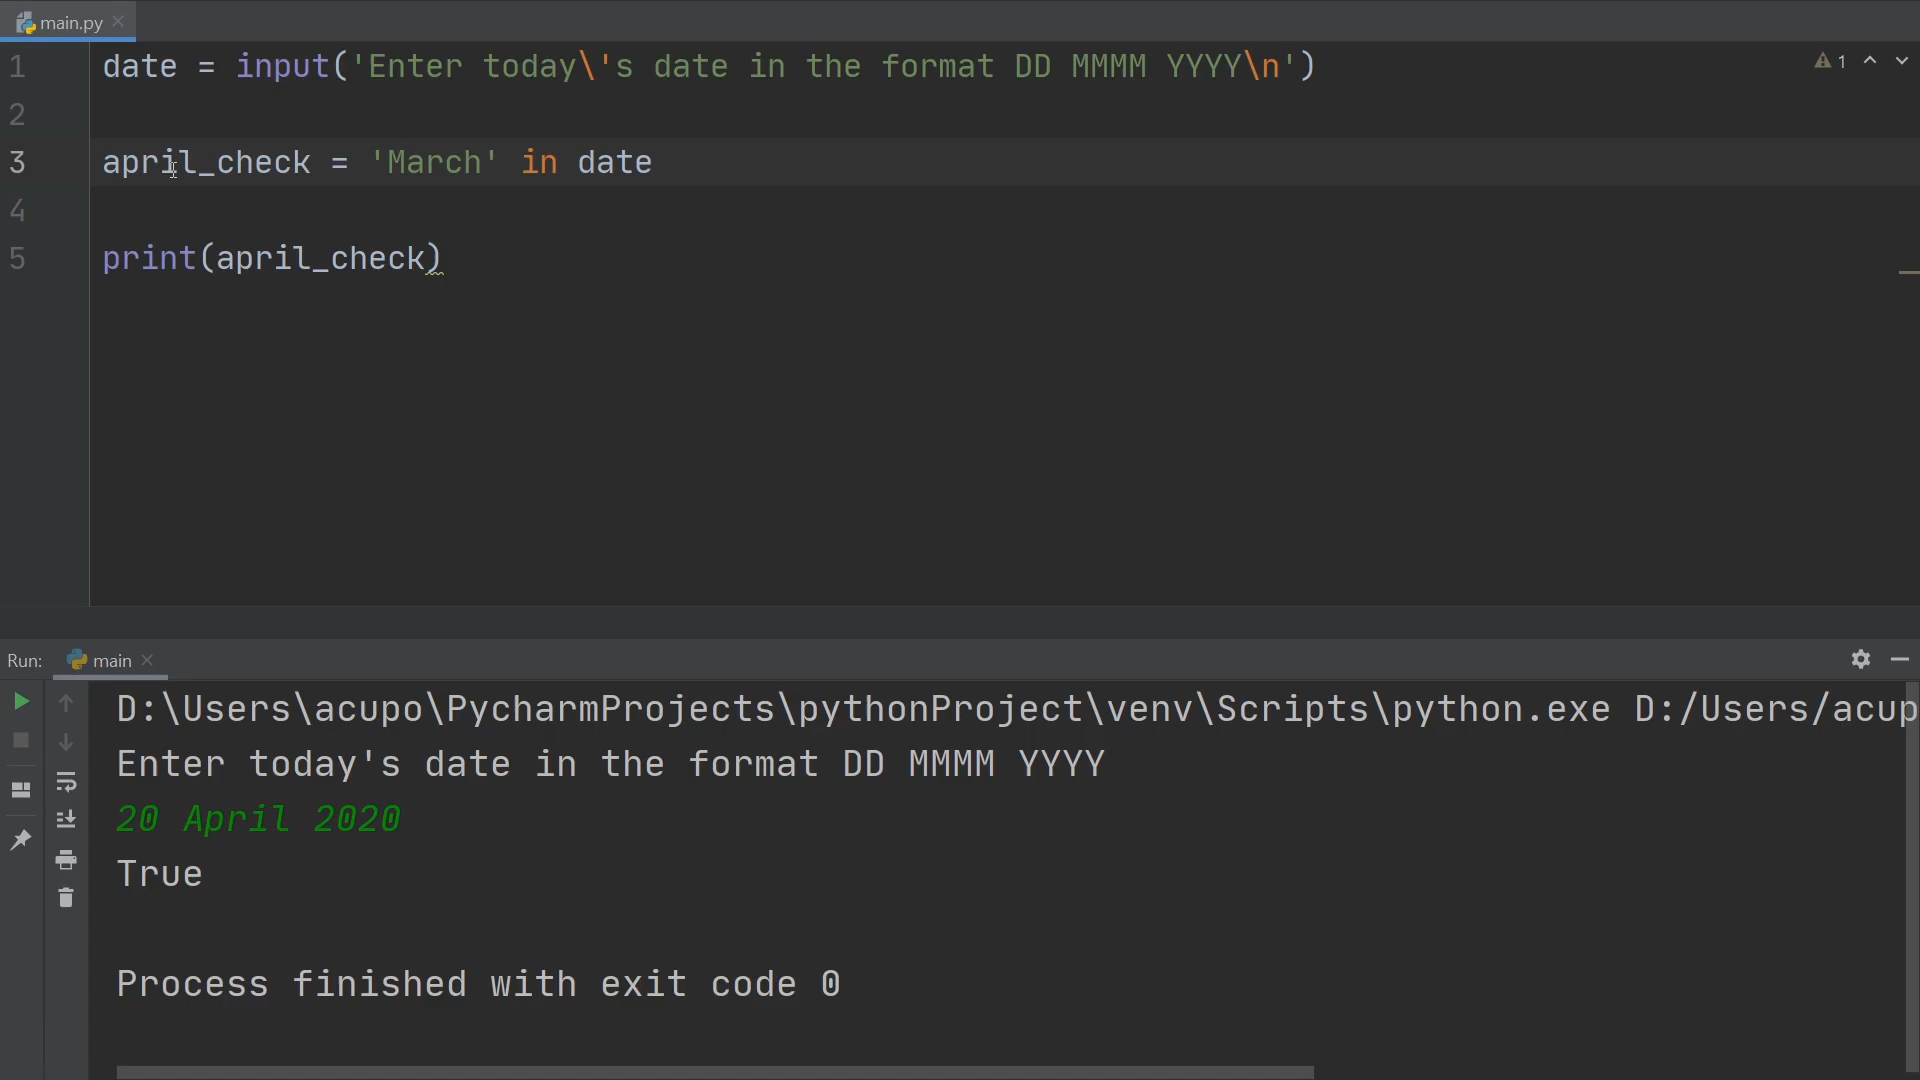 main.py
1 date = input('Enter today\'s date in the format DD MMMM YYYY\n')
1
2
3 april_check = 'March' in date
4
5 print(april_check)
Run: main
D:\Users\acupo\PycharmProjects\pythonProject\venv\Scripts\python.exe D:/Users/acup
Enter today's date in the format DD MMMM YYYY
20 April 2020
True
Process finished with exit code 0